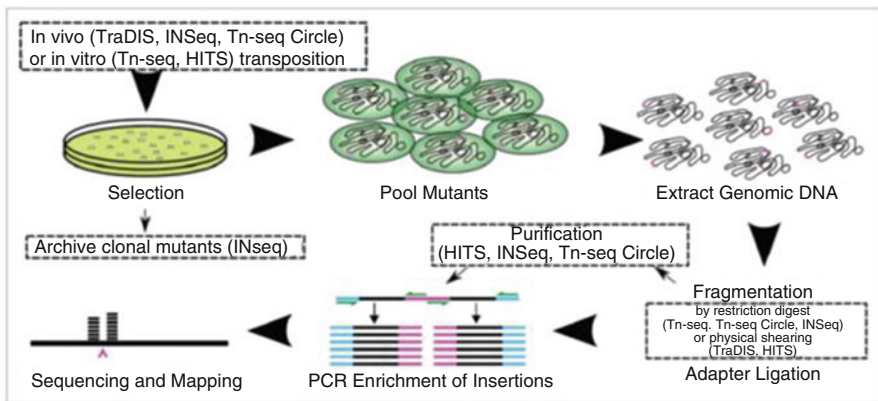 In vivo (TraDIS, INSeq, Tn-seq Circle)
or in vitro (Tn-seq, HITS) transposition
Selection
Pool Mutants
Extract Genomic DNA
Archive clonal mutants (INseq)
Purification
(HITS, INSeq, Tn-seq Circle)
Fragmentation
by restriction digest
(Tn-seq. Tn-seq Circle, INSeq)
or physical shearing
(TraDIS, HITS)
Adapter Ligation
PCR Enrichment of Insertions
Sequencing and Mapping